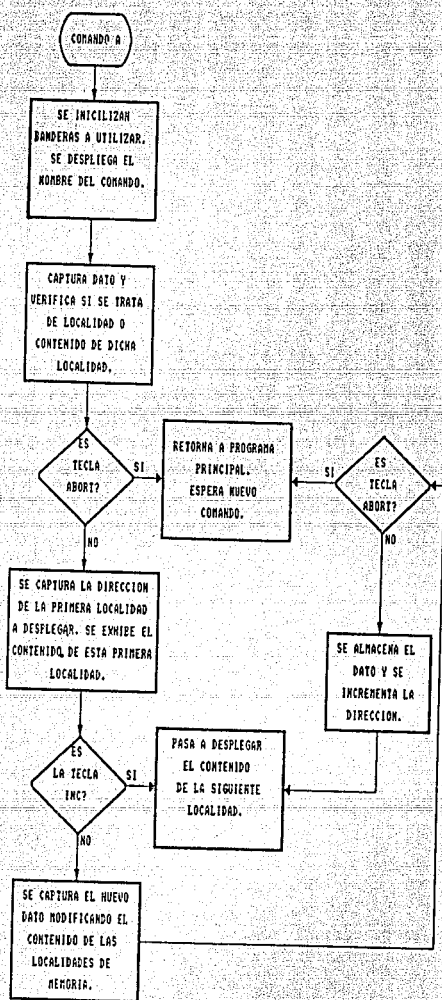 COMANDO A
SE INICILIZAN
BANDERAS A UTILIZAR.
SE DESPLIEGA EL
NOMBRE DEL COMANDO.
CAPTURA DATO Y
VERIFICA SI SE TRATA
DE LOCALIDAD O
CONTENIDO DE DICHA
LOCALIDAD.
ES
TECLA
ABORT?
SI
NO
RETORNA A PROGRAMA
PRINCIPAL.
ESPERA NUEVO
COMANDO.
SI
ES
TECLA
ABORT?
NO
SE CAPTURA LA DIRECCION
DE LA PRIMERA LOCALIDAD
A DESPLEGAR. SE EXHIBE EL
CONTENIDO DE ESTA PRIMERA
LOCALIDAD.
SE ALMACENA EL
DATO Y SE
INCREMENTA LA
DIRECCION.
ES
LA TECLA
INC?
SI
NO
PASA A DESPLEGAR
EL CONTENIDO
DE LA SIGUIENTE
LOCALIDAD.
SE CAPTURA EL NUEVO
DATO MODIFICANDO EL
CONTENIDO DE LAS
LOCALIDADES DE
MEMORIA.